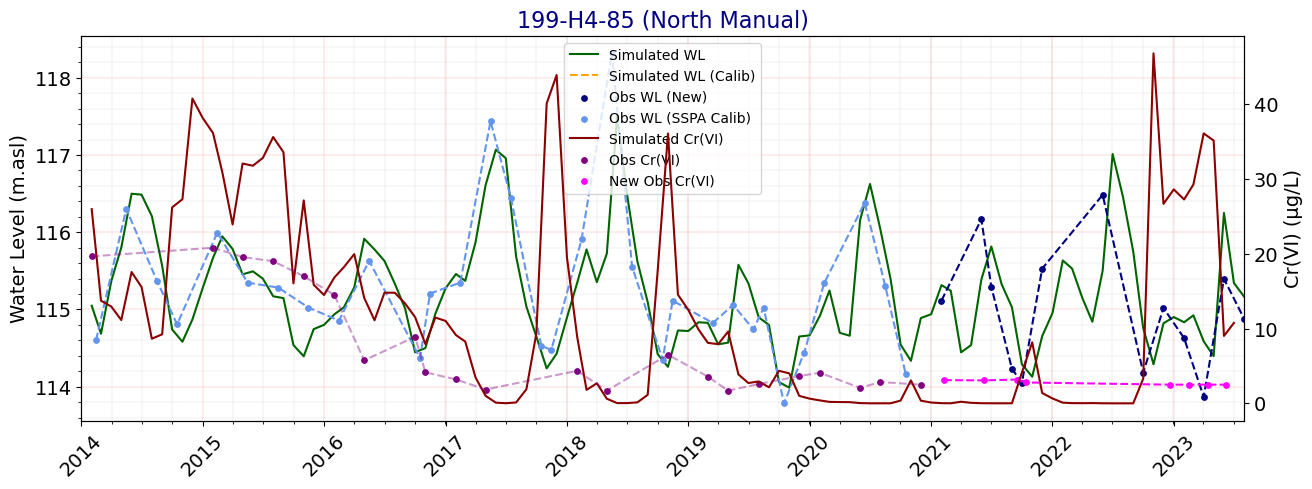 199-H4-85 (North Manual)
Water Level (m.asl)
118
117
116
115
114
Simulated WL
Simulated WL (Calib)
Obs WL (New)
Obs WL (SSPA Calib)
Simulated Cr(VI)
Obs Cr(VI)
New Obs Cr(VI)
40
30
20
10
0
Cr(VI) (μg/L)
2014
2015
2016
2017
2018
2019
2020
2021
2022
2023